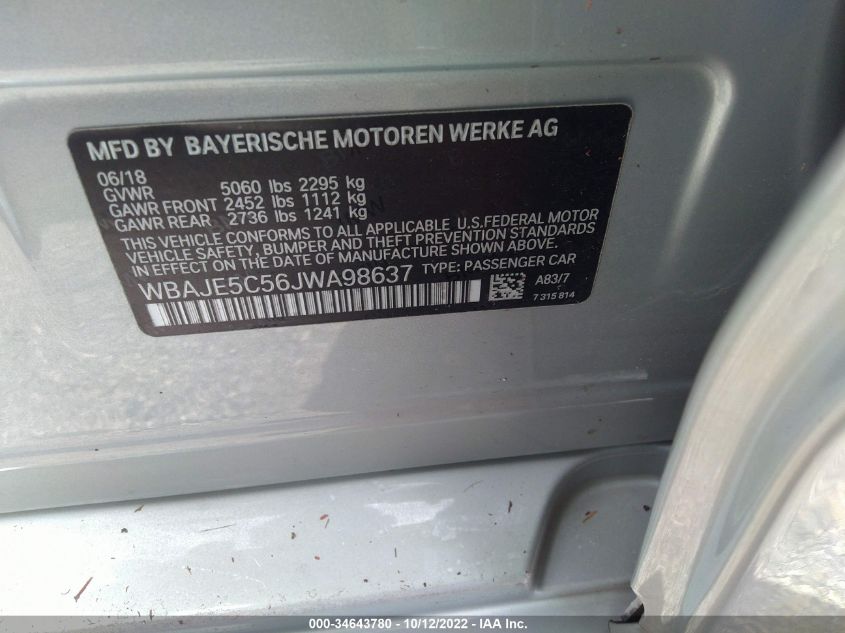 MFD BY BAYERISCHE MOTOREN WERKE AG
06/18
GVWR 5060 lbs 2295 kg
GAWR FRONT 2452 lbs 1112 kg
GAWR REAR 2736 lbs 1241 kg
THIS VEHICLE CONFORMS TO ALL APPLICABLE U.S.FEDERAL MOTOR
VEHICLE SAFETY, BUMPER AND THEFT PREVENTION STANDARDS
IN EFFECT ON THE DATE OF MANUFACTURE SHOWN ABOVE.
WBAJE5C56JWA98637 TYPE: PASSENGER CAR
A83/7
7 315 814
000-34643780 - 10/12/2022 - IAA Inc.